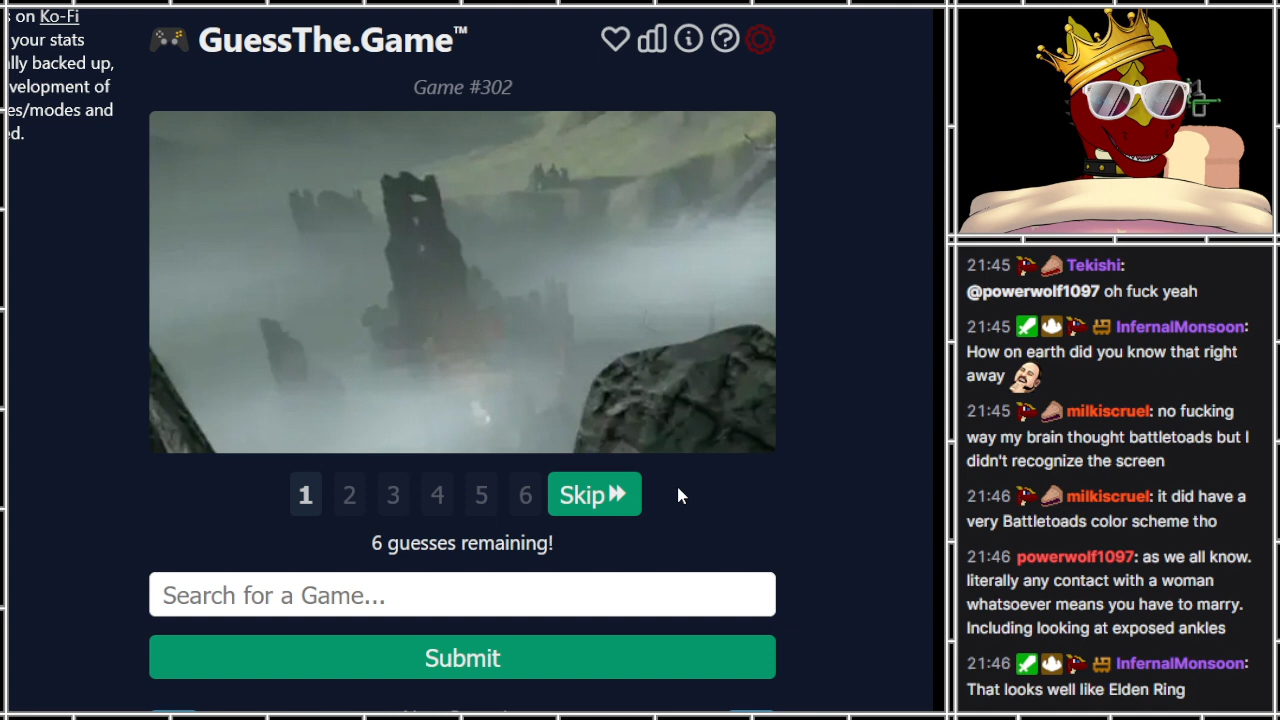 s on Ko-Fi
your stats
lly backed up,
velopment of
es/modes and
ed.
GuessThe.Game™
Game #302
1 2 3 4 5 6 Skip
6 guesses remaining!
Search for a Game...
Submit
21:45 Tekishi:
@powerwolf1097 oh fuck yeah
21:45 InfernalMonsoon:
How on earth did you know that right
away
21:45 milkiscruel: no fucking
way my brain thought battletoads but I
didn't recognize the screen
21:46 milkiscruel: it did have a
very Battletoads color scheme tho
21:46 powerwolf1097: as we all know.
literally any contact with a woman
whatsoever means you have to marry.
Including looking at exposed ankles
21:46 InfernalMonsoon:
That looks well like Elden Ring